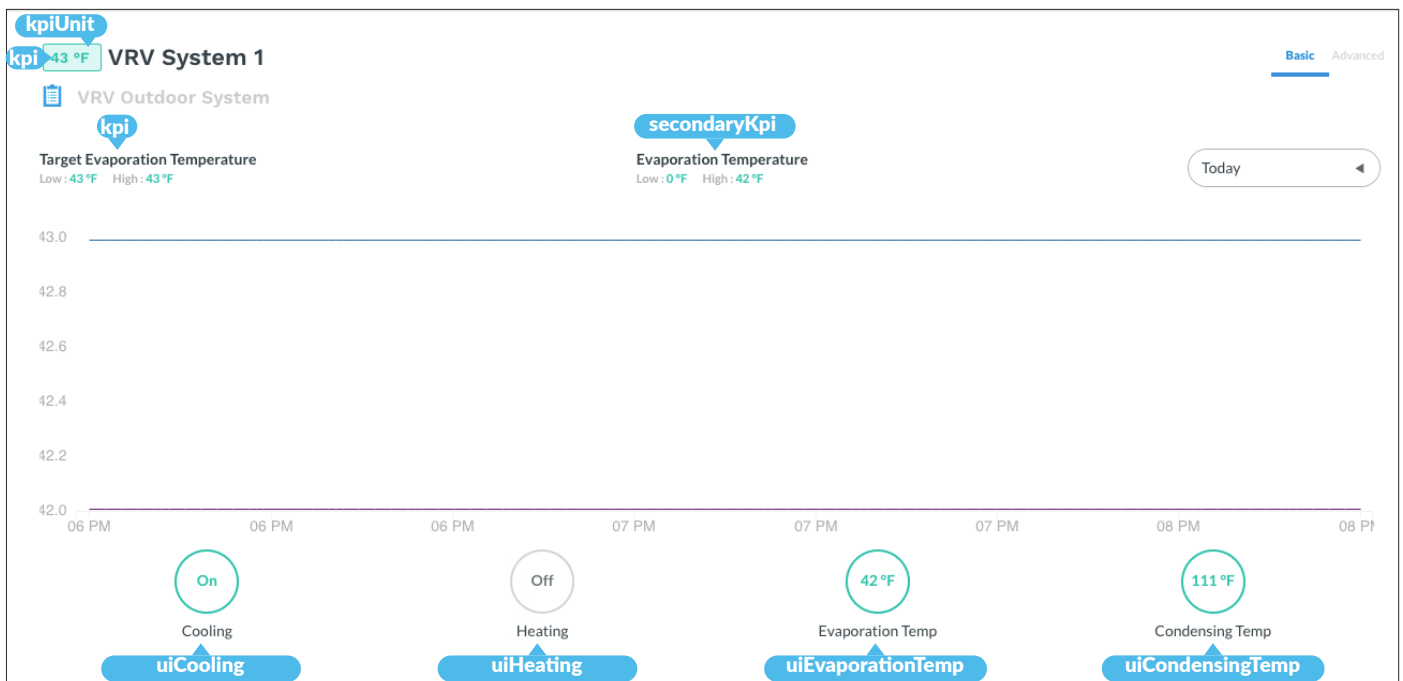 kpiUnit
kpi
43 °F VRV System 1
Basic Advanced
VRV Outdoor System
kpi
secondaryKpi
Target Evaporation Temperature
Low : 43 °F High : 43 °F
Evaporation Temperature
Low : 0 °F High : 42 °F
Today
43.0
42.8
42.6
42.4
42.2
42.0
06 PM 06 PM 06 PM 07 PM 07 PM 07 PM 08 PM 08 PM
On
Cooling
uiCooling
Off
Heating
uiHeating
42 °F
Evaporation Temp
uiEvaporationTemp
111 °F
Condensing Temp
uiCondensingTemp